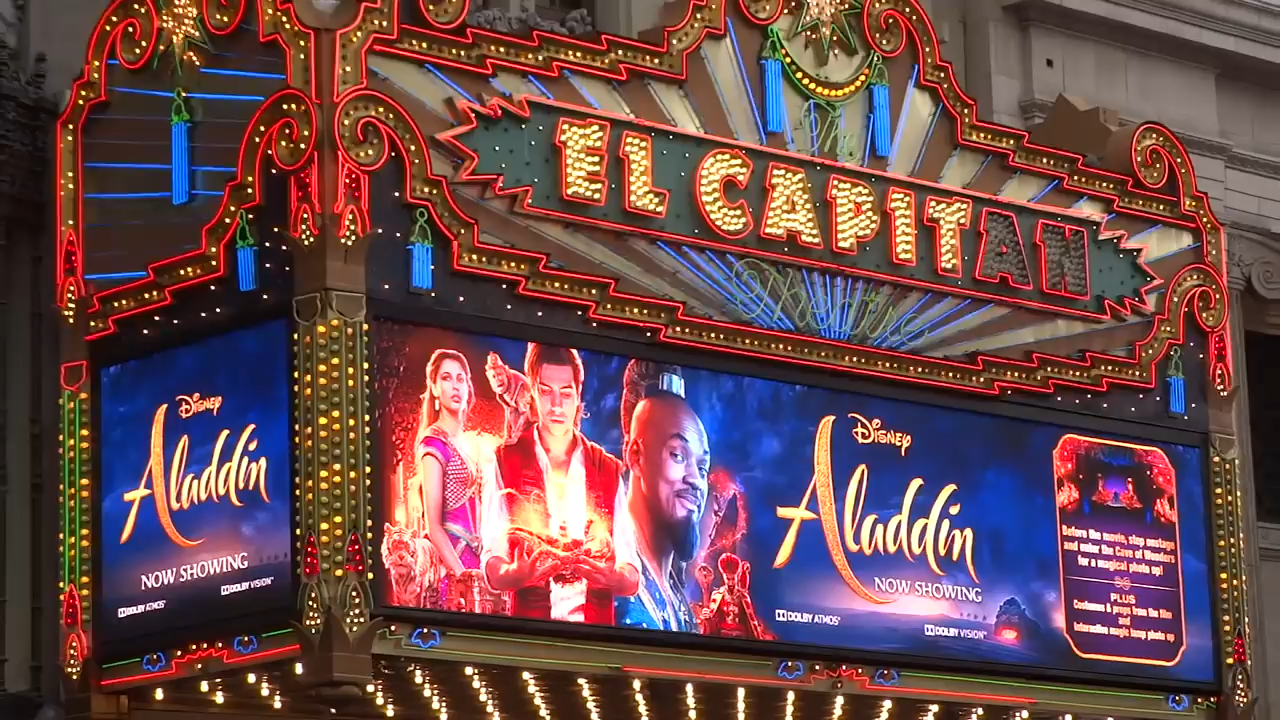 The
EL CAPITAN
Theatre
Disney
Aladdin
NOW SHOWING
DOLBY ATMOS
DOLBY VISION
Disney
Aladdin
NOW SHOWING
DOLBY ATMOS
DOLBY VISION
Before the movie, step onstage
and enter the Cave of Wonders
for a magical photo op!
PLUS
Costumes & props from the film
and
interactive magic lamp photo op